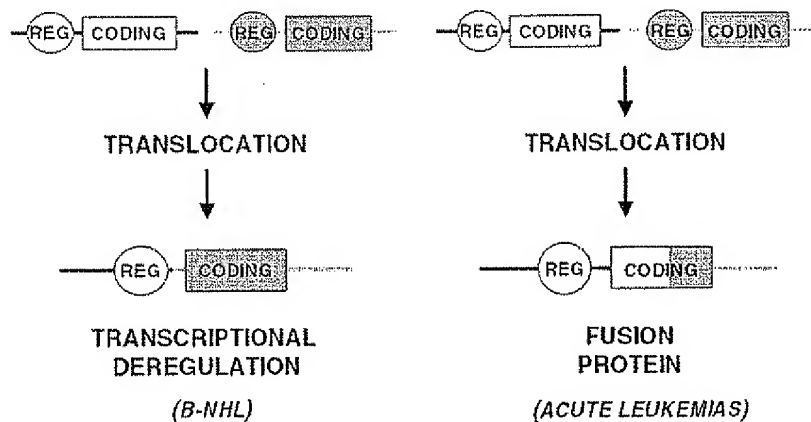 REG CODING REG CODING REG CODING REG CODING
TRANSLOCATION TRANSLOCATION
REG CODING REG CODING
TRANSCRIPTIONAL FUSION
DEREGULATION PROTEIN
(B-NHL) (ACUTE LEUKEMIAS)